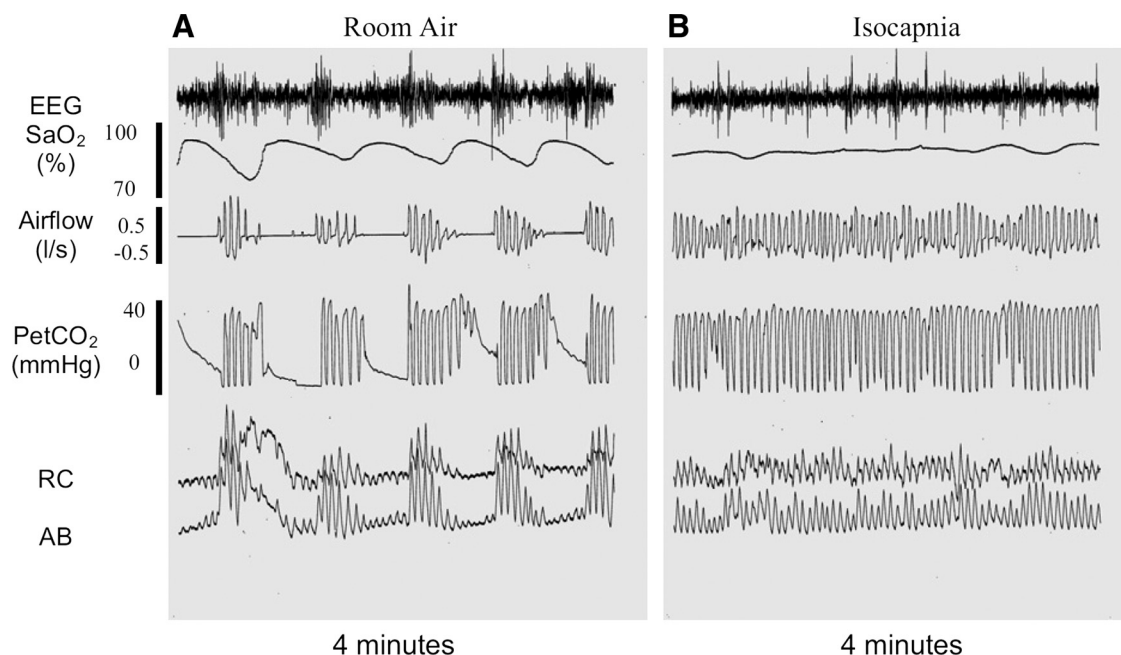 A Room Air
B Isocapnia
EEG
SaO₂
(%)
100
70
Airflow
(l/s)
0.5
-0.5
PetCO₂
(mmHg)
40
0
RC
AB
4 minutes
4 minutes